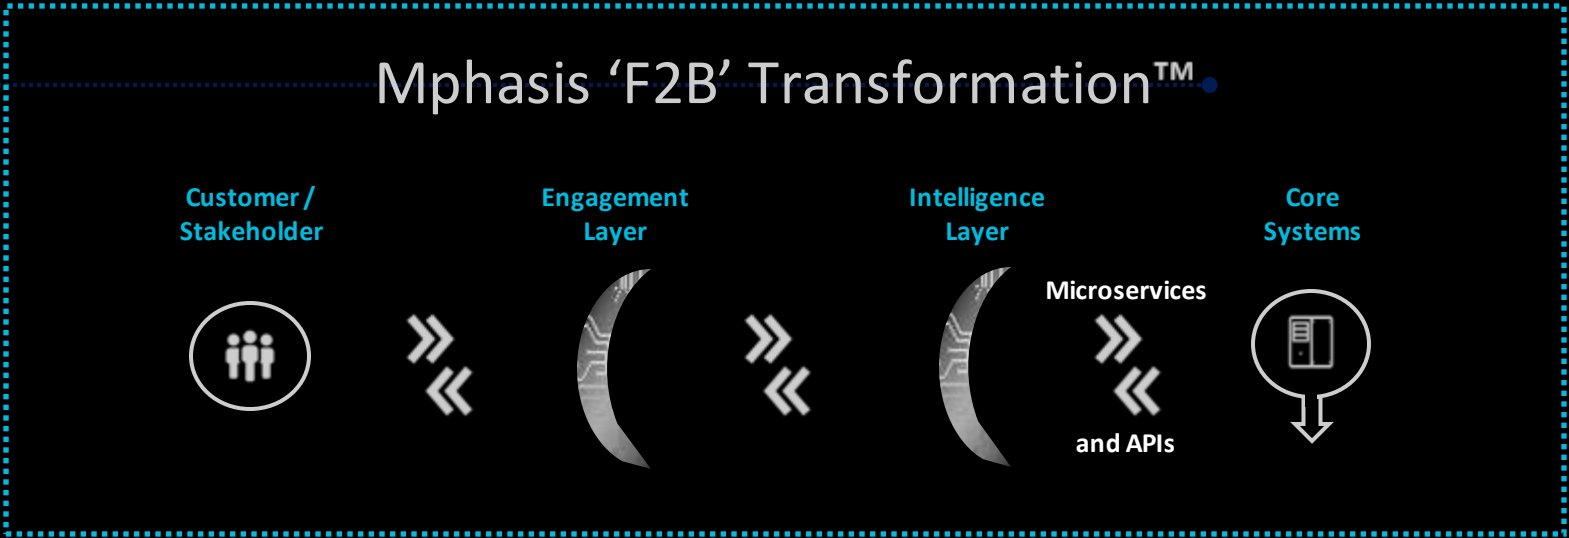 Mphasis ‘F2B’ Transformation™
Customer /
Stakeholder
Engagement
Layer
Intelligence
Layer
Core
Systems
Microservices
and APIs